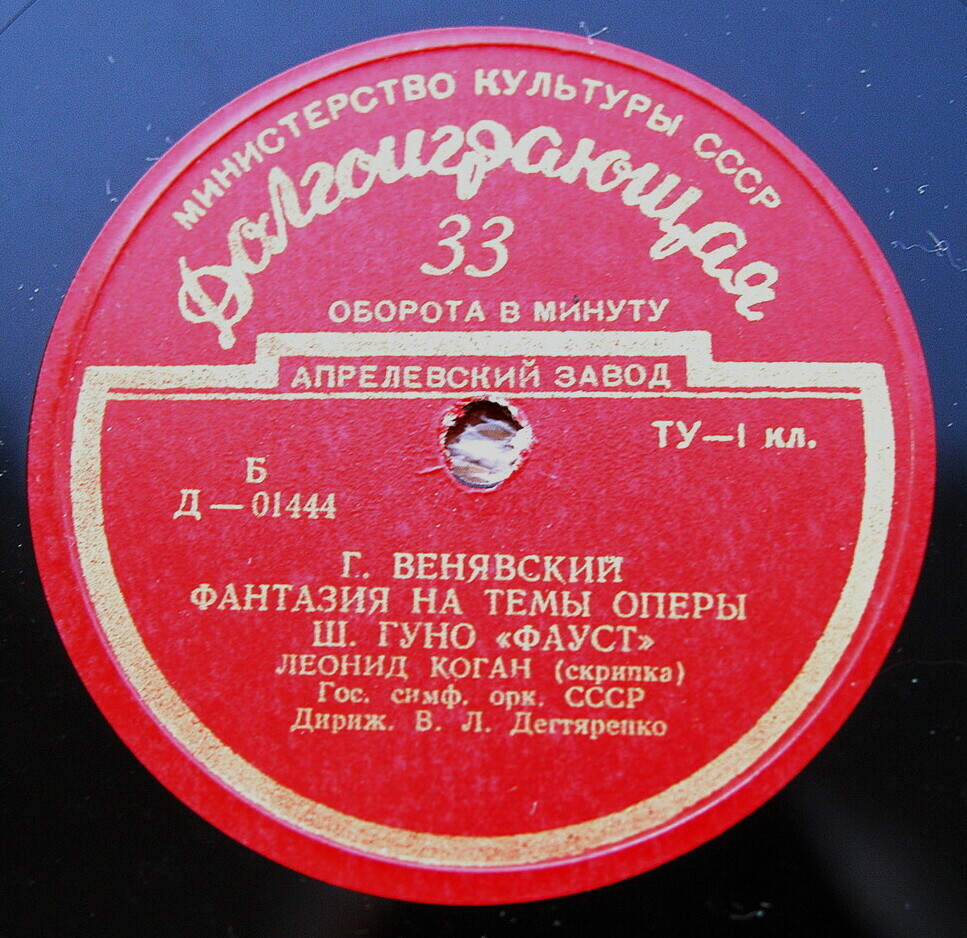 МИНИСТЕРСТВО КУЛЬТУРЫ СССР
Долгоиграющая
33
ОБОРОТА В МИНУТУ
АПРЕЛЕВСКИЙ ЗАВОД
ТУ—1 кл.
Б
Д — 01444
Г. ВЕНЯВСКИЙ
ФАНТАЗИЯ НА ТЕМЫ ОПЕРЫ
Ш. ГУНО «ФАУСТ»
ЛЕОНИД КОГАН (скрипка)
Гос. симф. орк. СССР
Дириж. В. Л. Дегтяренко